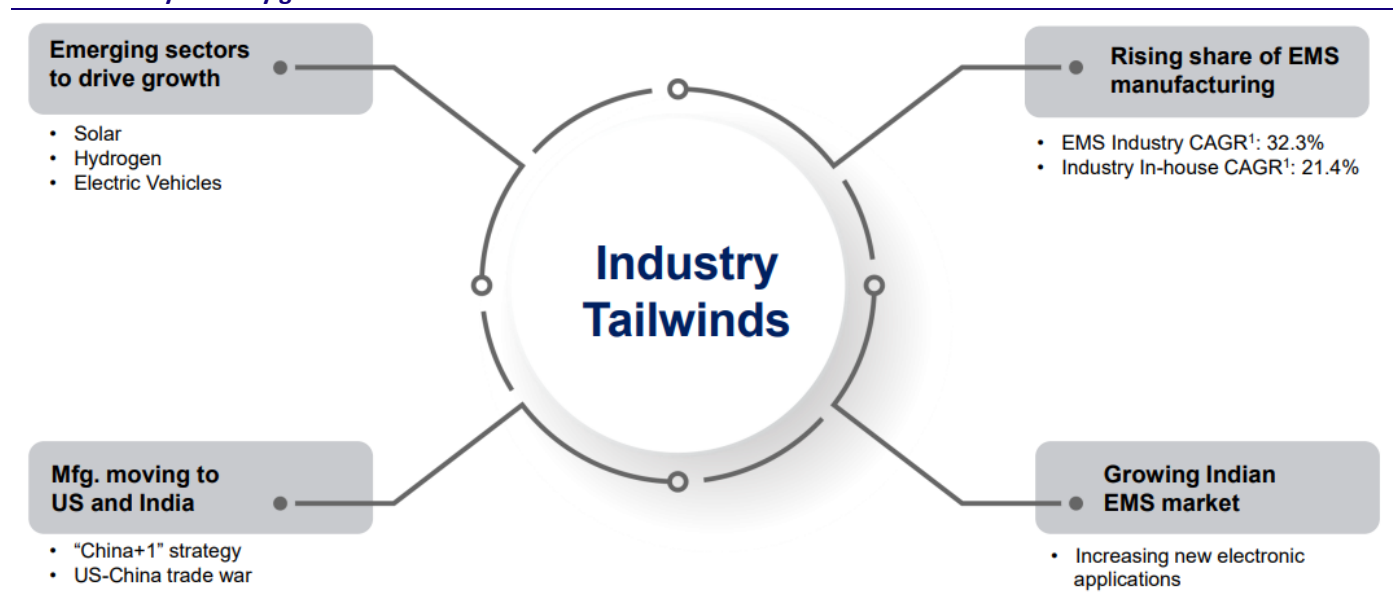 Emerging sectors
to drive growth
• Solar
• Hydrogen
• Electric Vehicles
Rising share of EMS
manufacturing
• EMS Industry CAGR¹: 32.3%
• Industry In-house CAGR¹: 21.4%
Industry
Tailwinds
Mfg. moving to
US and India
• “China+1” strategy
• US-China trade war
Growing Indian
EMS market
• Increasing new electronic
applications